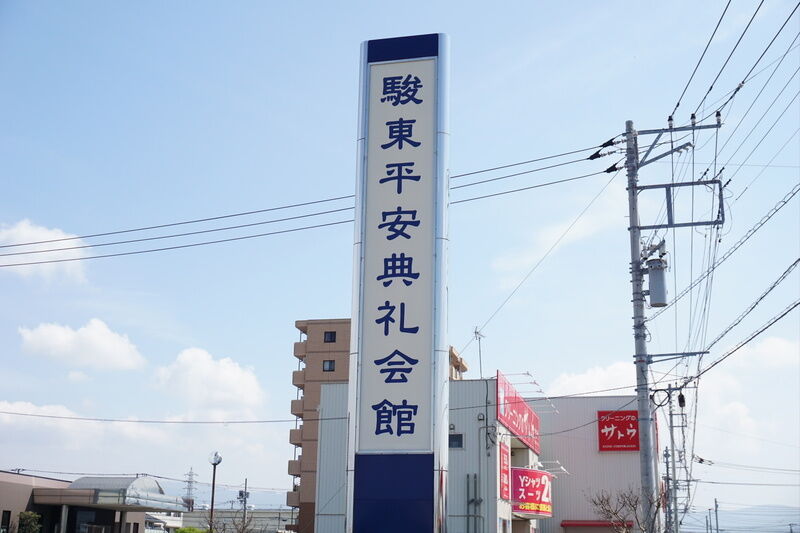 駿東平安典礼会館
クリーニングの
サトウ
Yシャツ
スーツ2